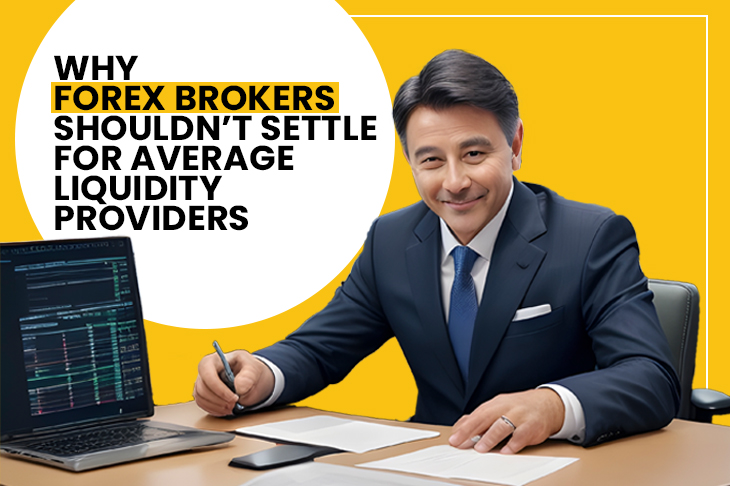 WHY
FOREX BROKERS
SHOULDN'T SETTLE
FOR AVERAGE
LIQUIDITY
PROVIDERS